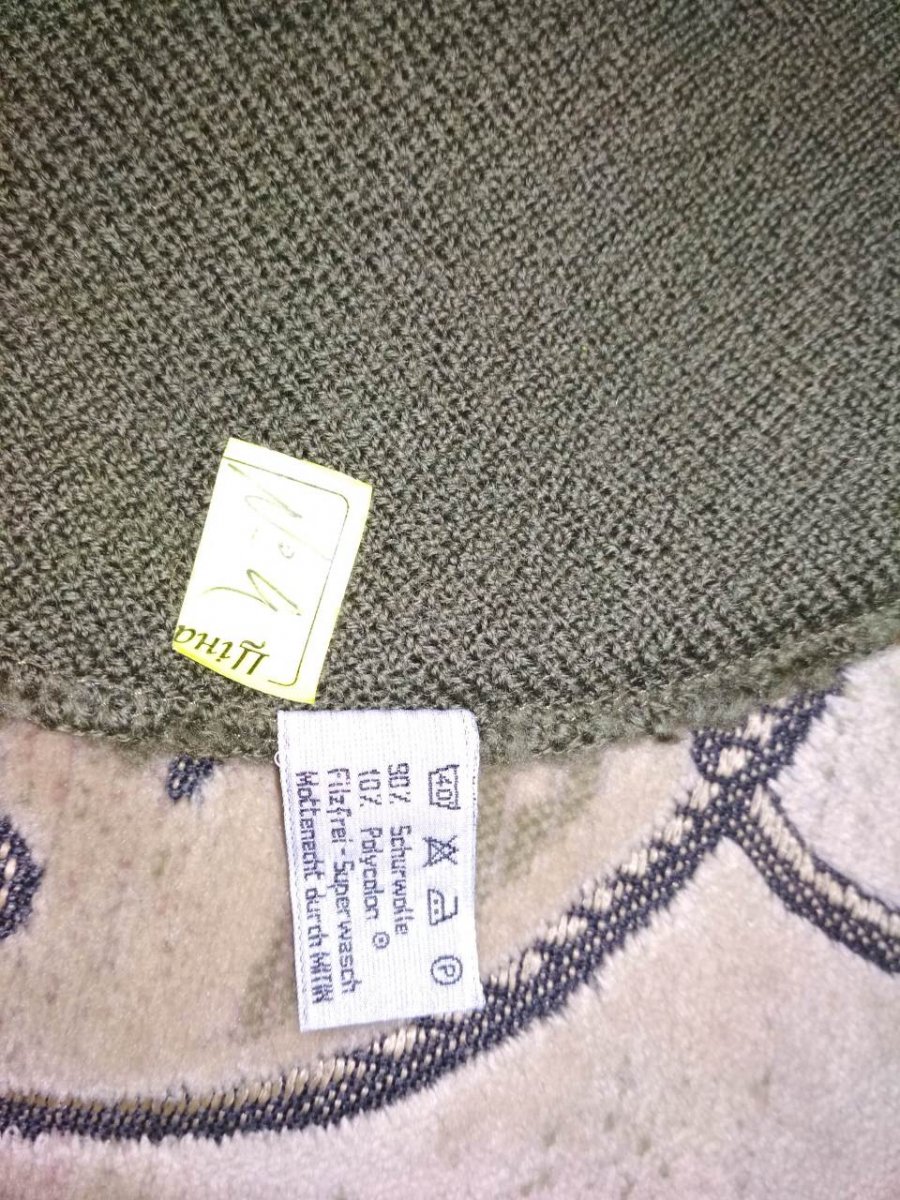 Ціна
40
90% Schurwolle
10% Polycolon ®
Filzfrei-Superwasch
Mottenecht durch MITIN
P